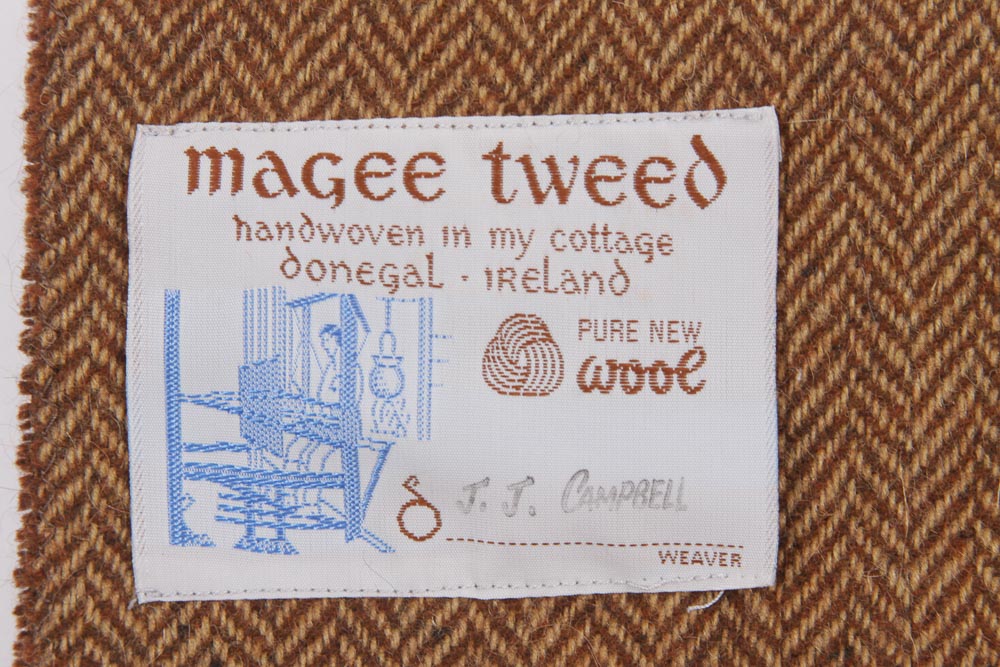 magee tweed
handwoven in my cottage
donegal · ireland
PURE NEW
wool
J. J. CAMPBELL
WEAVER